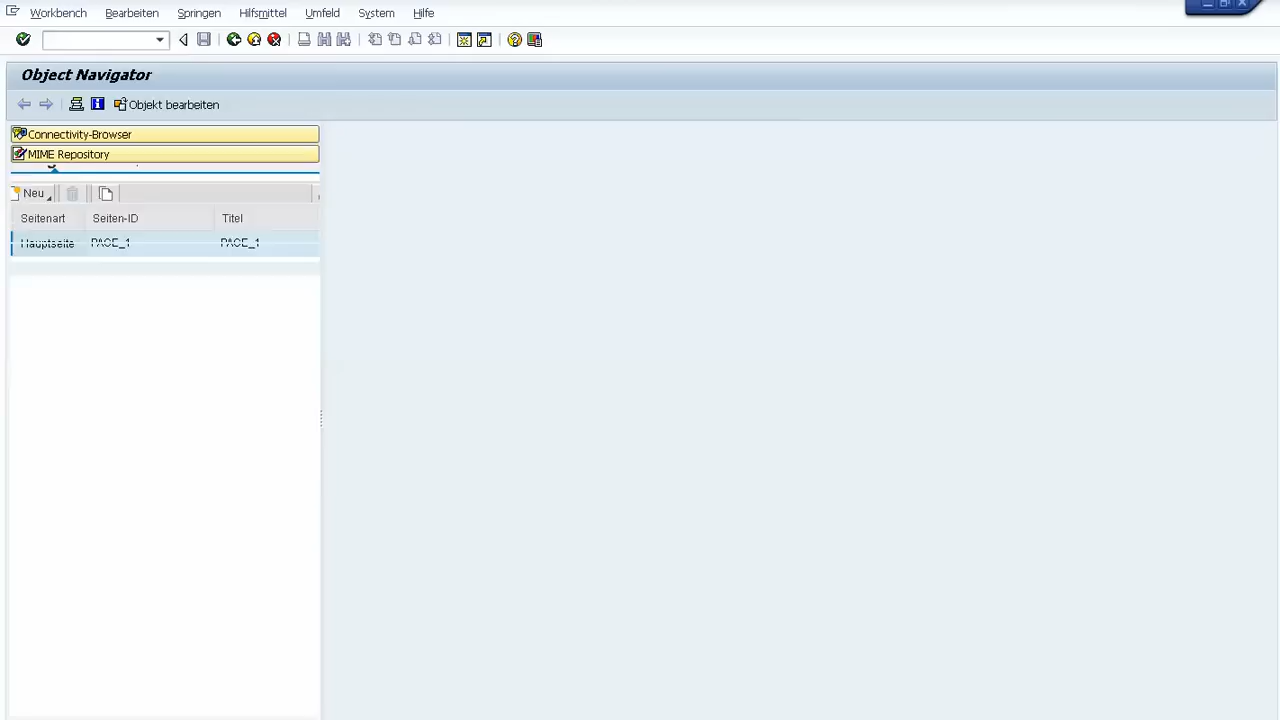 Workbench Bearbeiten Springen Hilfsmittel Umfeld System Hilfe
Object Navigator
Objekt bearbeiten
Connectivity-Browser
MIME Repository
Neu
Seitenart Seiten-ID Titel
Hauptseite PAGE_1 PAGE_1